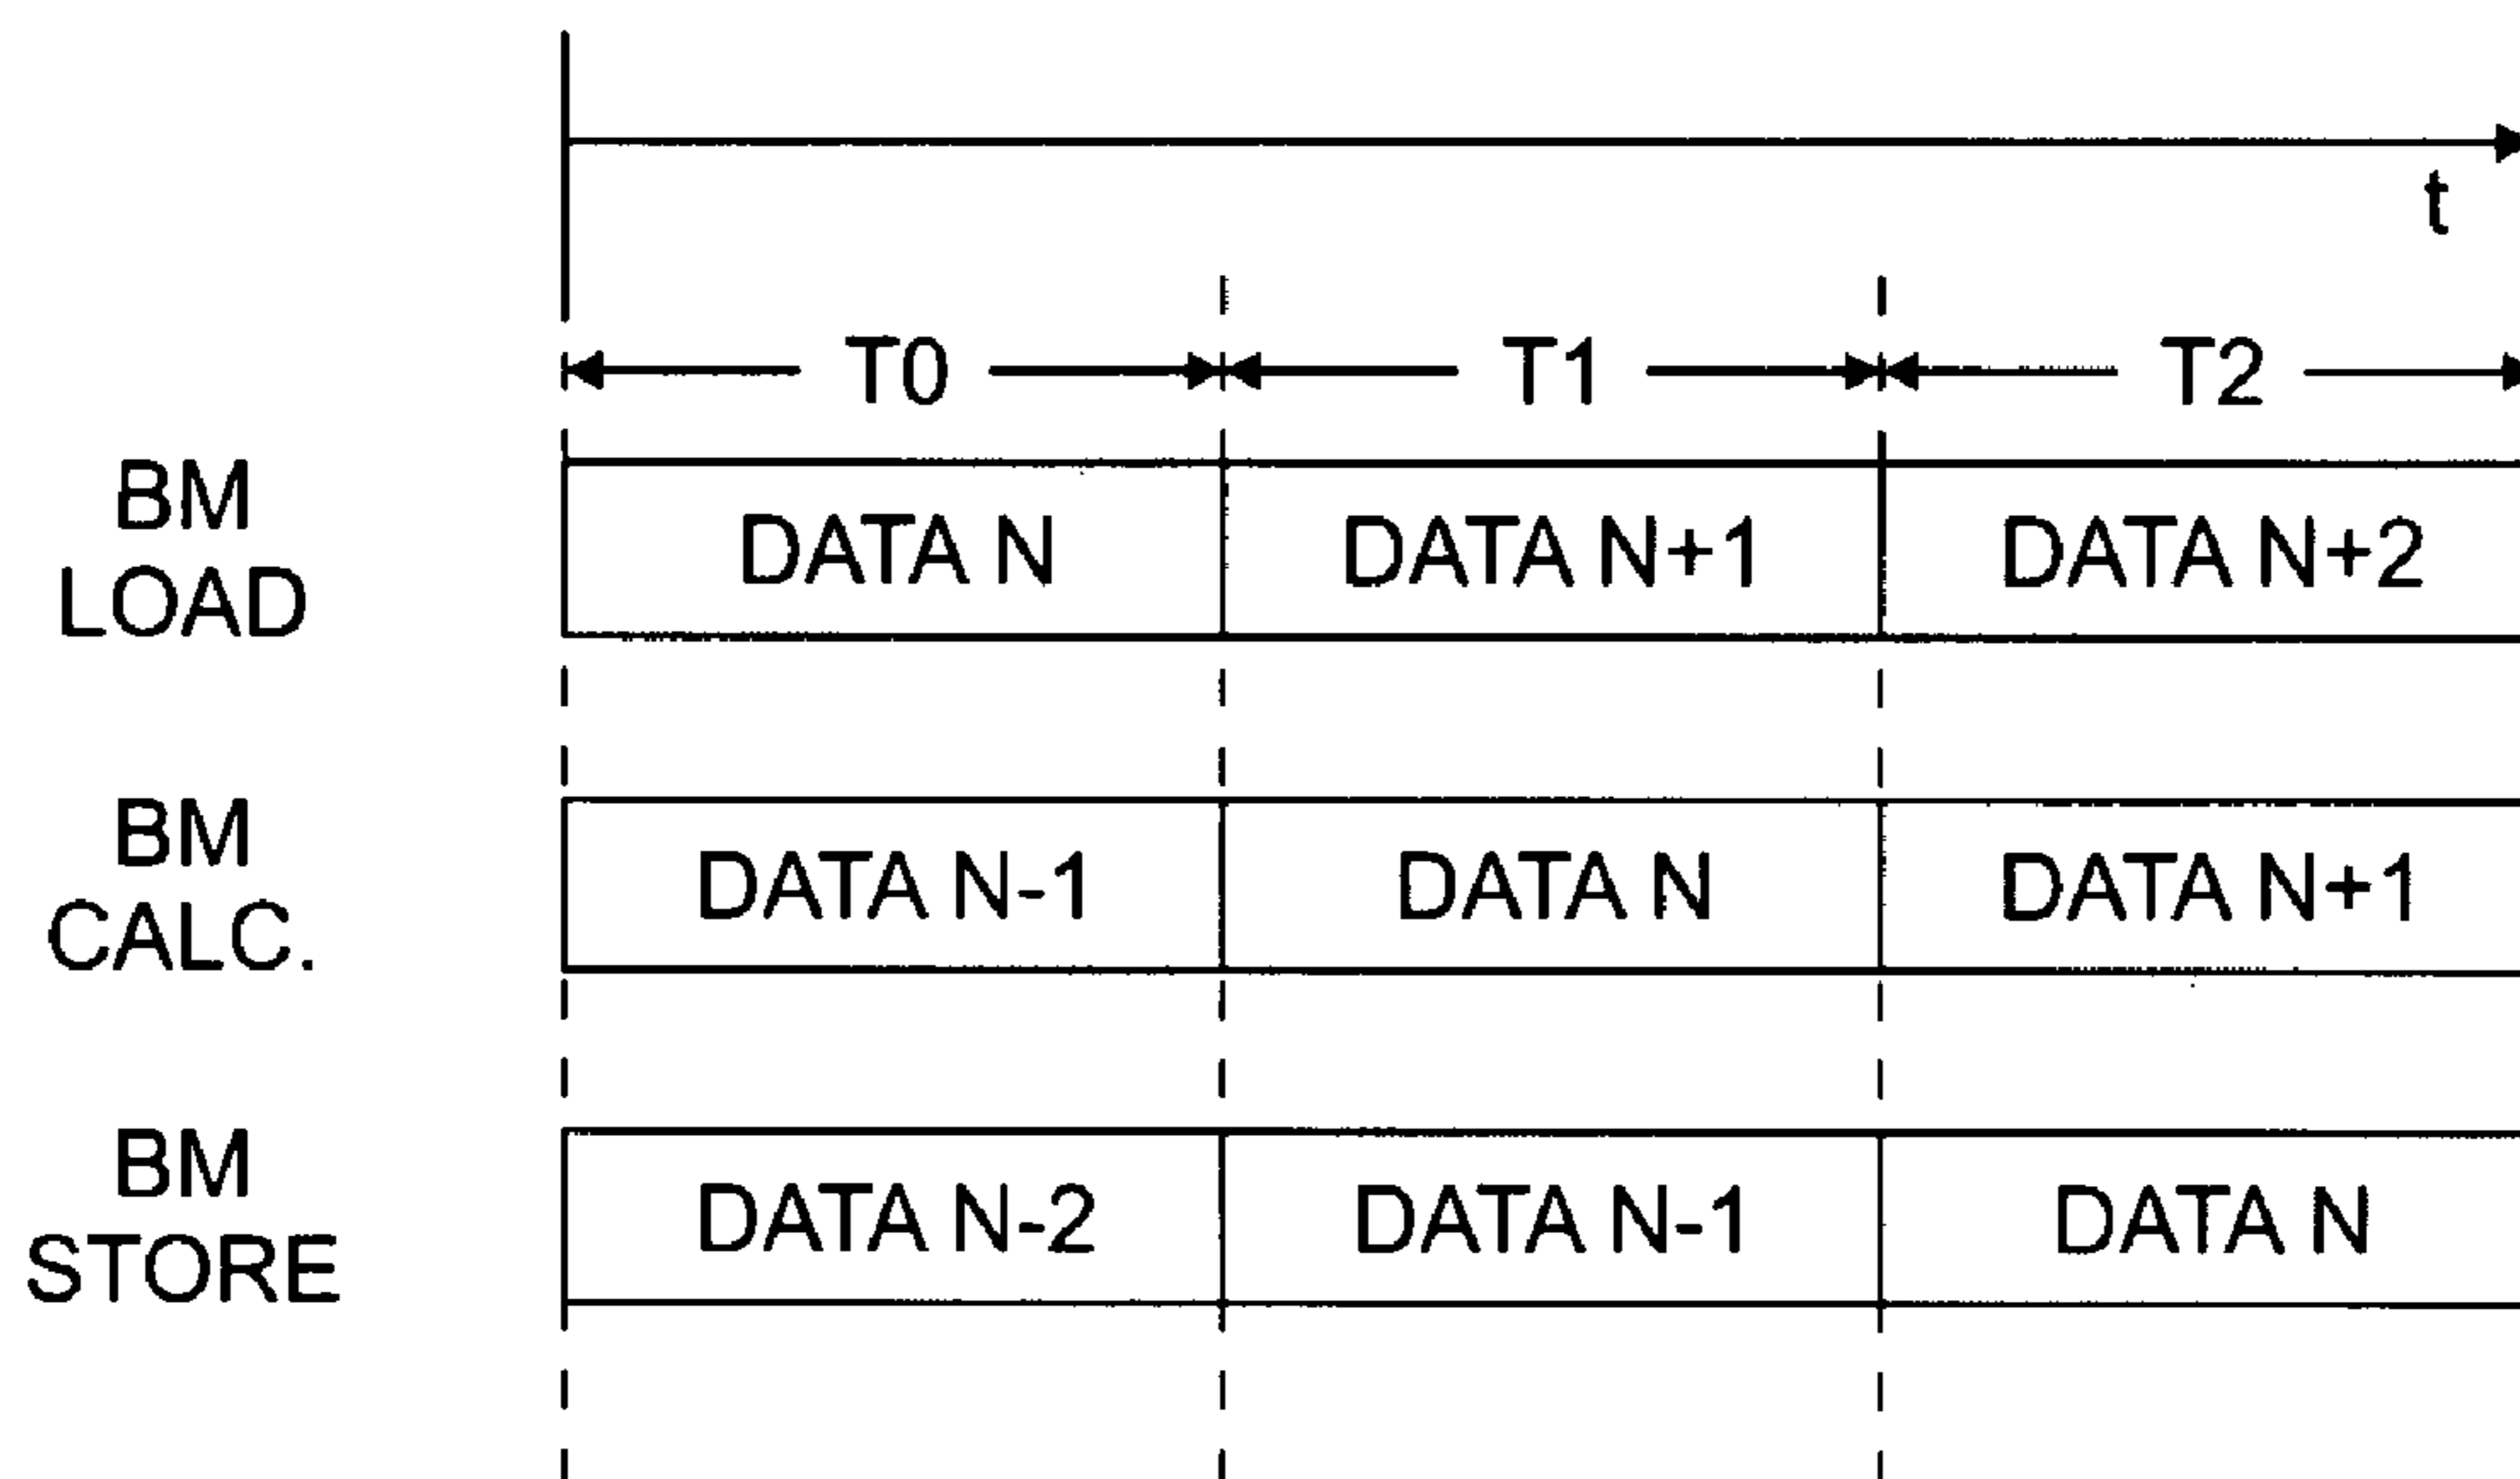 t
T0 T1 T2
BM
LOAD
DATA N DATA N+1 DATA N+2
BM
CALC.
DATA N-1 DATA N DATA N+1
BM
STORE
DATA N-2 DATA N-1 DATA N